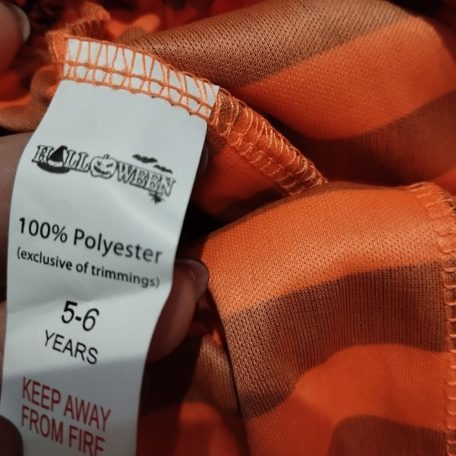 HALLOWEEN
100% Polyester
(exclusive of trimmings)
5-6
YEARS
KEEP AWAY
FROM FIRE